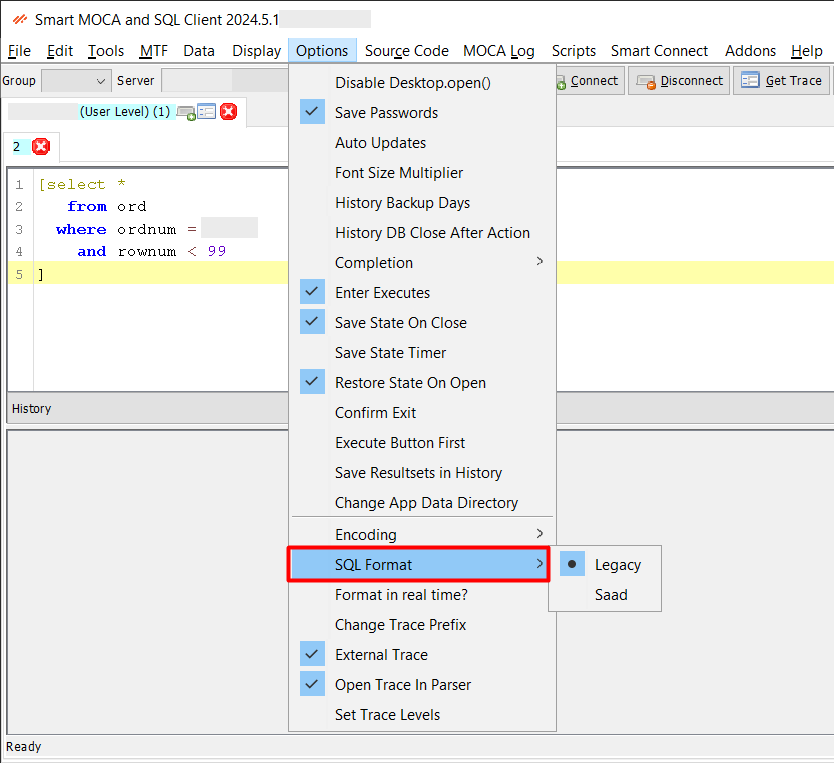 Smart MOCA and SQL Client 2024.5.1
File Edit Tools MTF Data Display Options Source Code MOCA Log Scripts Smart Connect Addons Help
Group Server Connect Disconnect Get Trace
(User Level) (1)
2
1 [select *
2 from ord
3 where ordnum =
4 and rownum < 99
5 ]
History
Disable Desktop.open()
Save Passwords
Auto Updates
Font Size Multiplier
History Backup Days
History DB Close After Action
Completion >
Enter Executes
Save State On Close
Save State Timer
Restore State On Open
Confirm Exit
Execute Button First
Save Resultsets in History
Change App Data Directory
Encoding >
SQL Format >
Legacy
Saad
Format in real time?
Change Trace Prefix
External Trace
Open Trace In Parser
Set Trace Levels
Ready